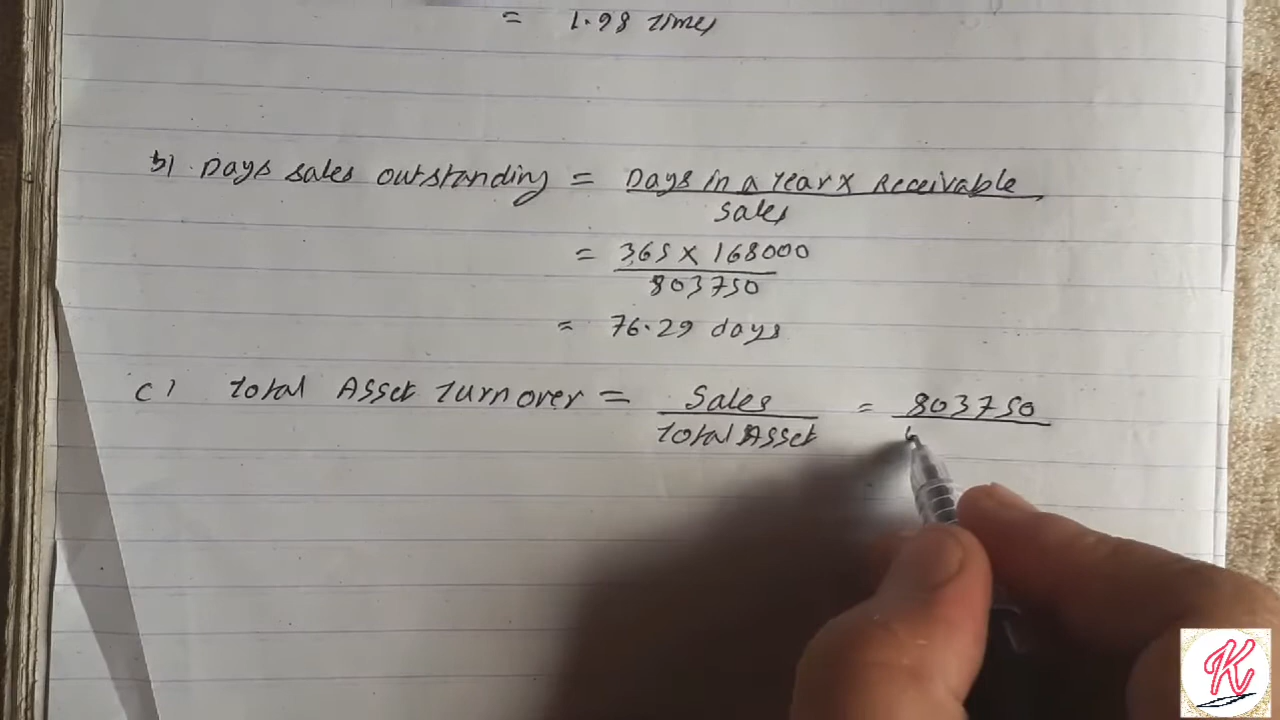 = 1.98 times
b) Days sales outstanding = Days in a Year x Receivable
sales
= 365 x 168000
803750
= 76.29 days
c) Total Asset Turnover = Sales = 803750
Total Asset
K